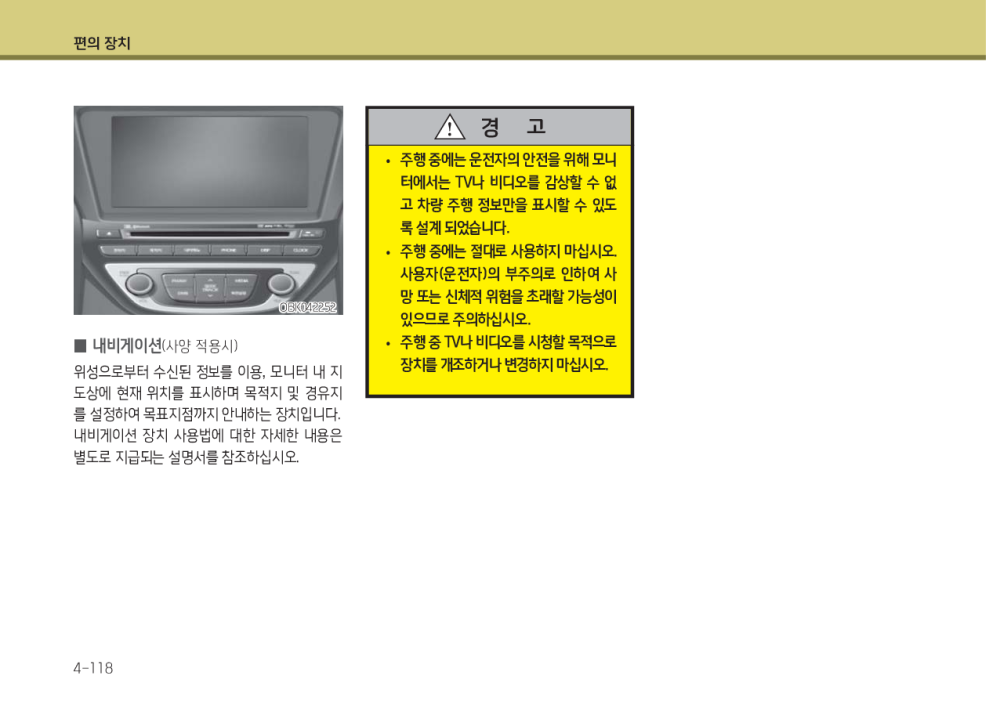 편의 장치
OBK042252
■ 내비게이션(사양 적용시)
위성으로부터 수신된 정보를 이용, 모니터 내 지
도상에 현재 위치를 표시하며 목적지 및 경유지
를 설정하여 목표지점까지 안내하는 장치입니다.
내비게이션 장치 사용법에 대한 자세한 내용은
별도로 지급되는 설명서를 참조하십시오.
경 고
• 주행 중에는 운전자의 안전을 위해 모니
터에서는 TV나 비디오를 감상할 수 없
고 차량 주행 정보만을 표시할 수 있도
록 설계 되었습니다.
• 주행 중에는 절대로 사용하지 마십시오.
사용자(운전자)의 부주의로 인하여 사
망 또는 신체적 위험을 초래할 가능성이
있으므로 주의하십시오.
• 주행 중 TV나 비디오를 시청할 목적으로
장치를 개조하거나 변경하지 마십시오.
4-118